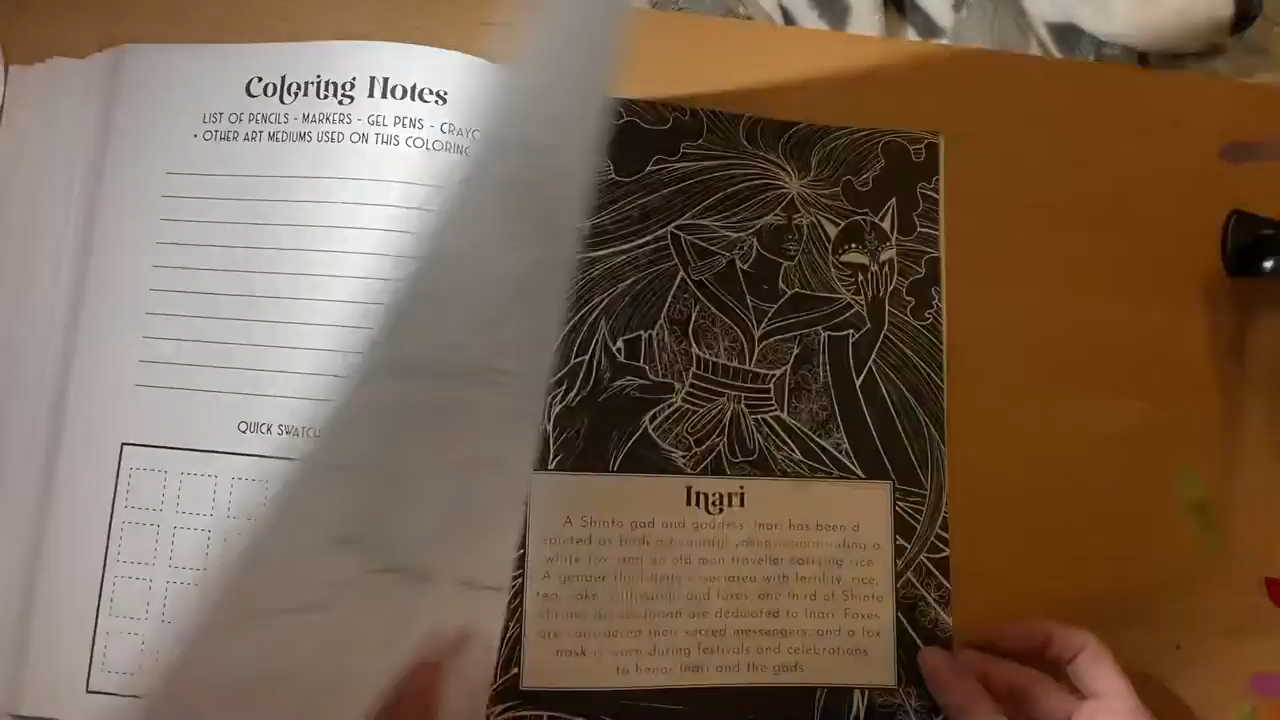 Coloring Notes
LIST OF PENCILS - MARKERS - GEL PENS - CRAYO
+ OTHER ART MEDIUMS USED ON THIS COLORING
QUICK SWATCH
Inari
A Shinto god and goddess, Inari has been d
epicted as both a beautiful young woman riding a
white fox and an old man traveller carrying rice.
A gender fluid deity associated with fertility, rice,
tea, sake, and foxes, one third of Shinto
are dedicated to Inari. Foxes
are considered their sacred messengers, and a fox
mask is worn during festivals and celebrations
to honor Inari and the gods.